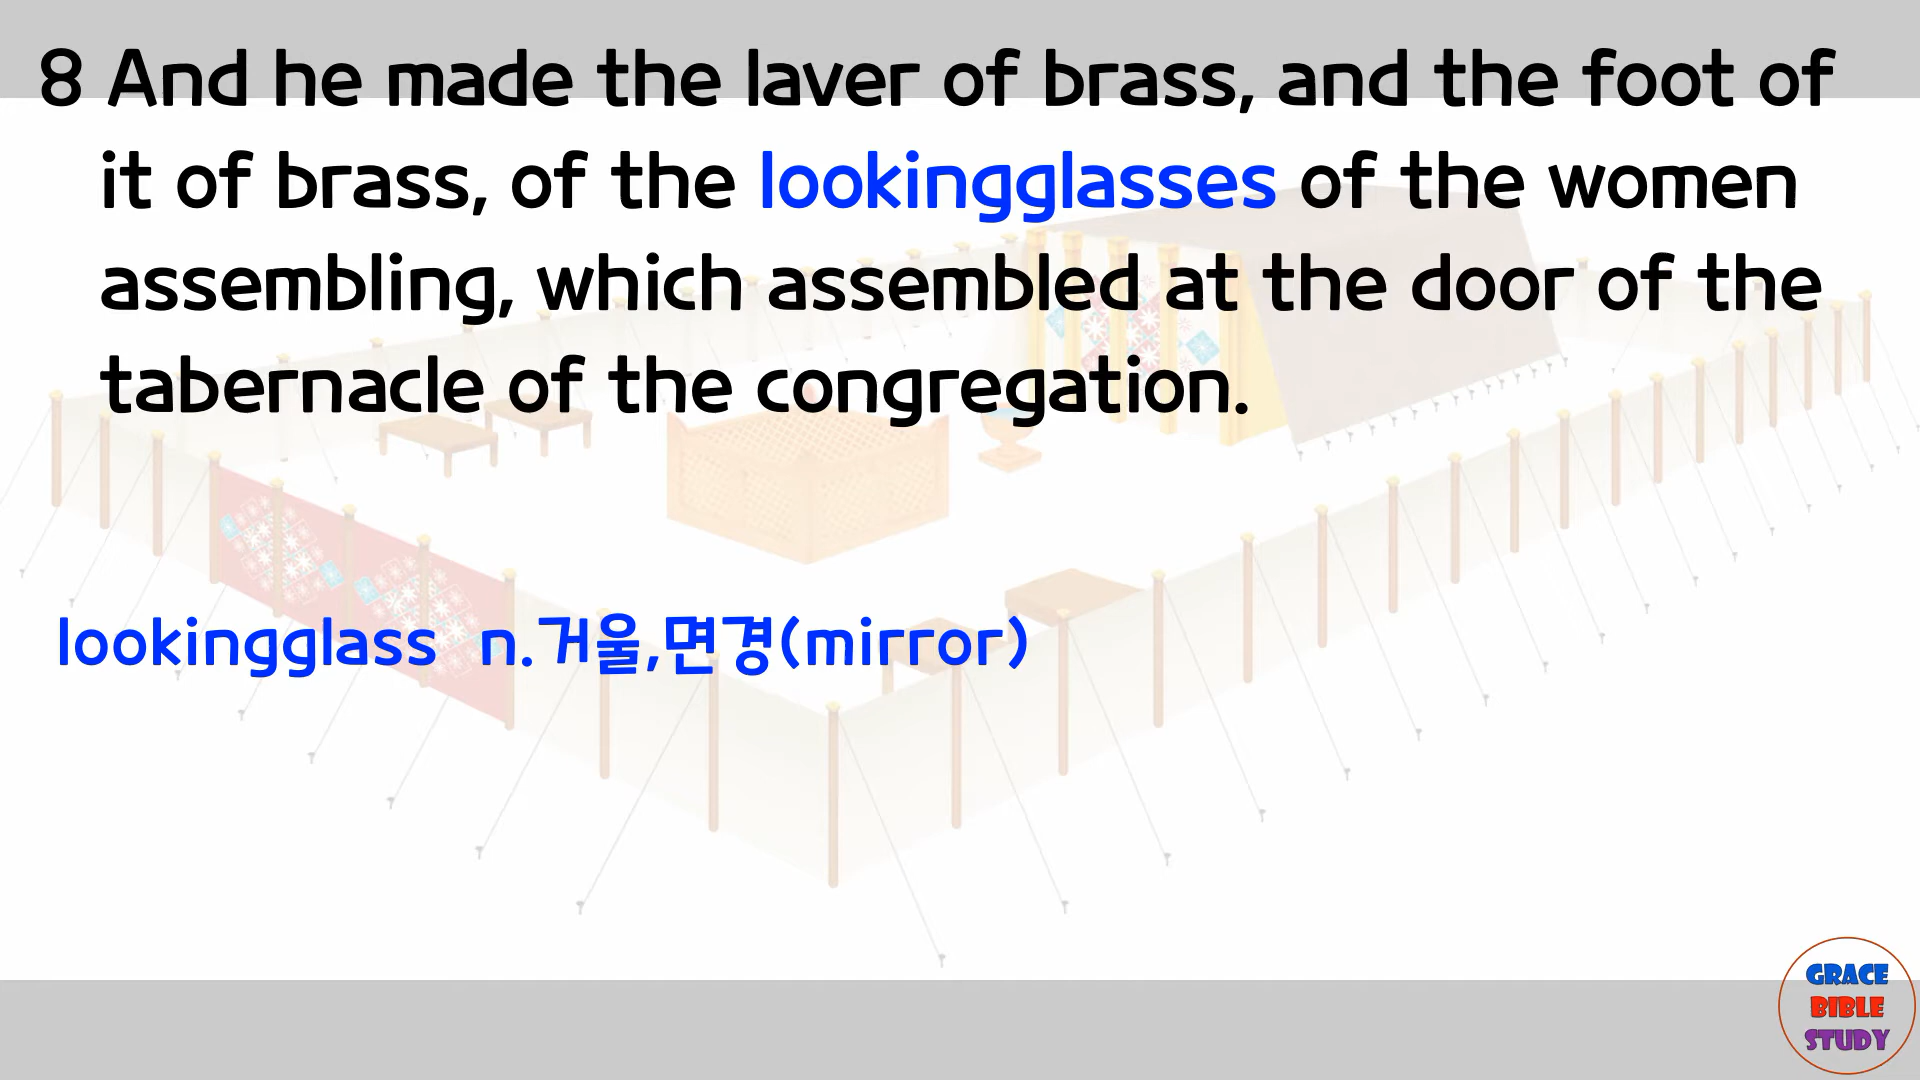 8 And he made the laver of brass, and the foot of
it of brass, of the lookingglasses of the women
assembling, which assembled at the door of the
tabernacle of the congregation.
lookingglass n.거울,면경(mirror)
GRACE
BIBLE
STUDY